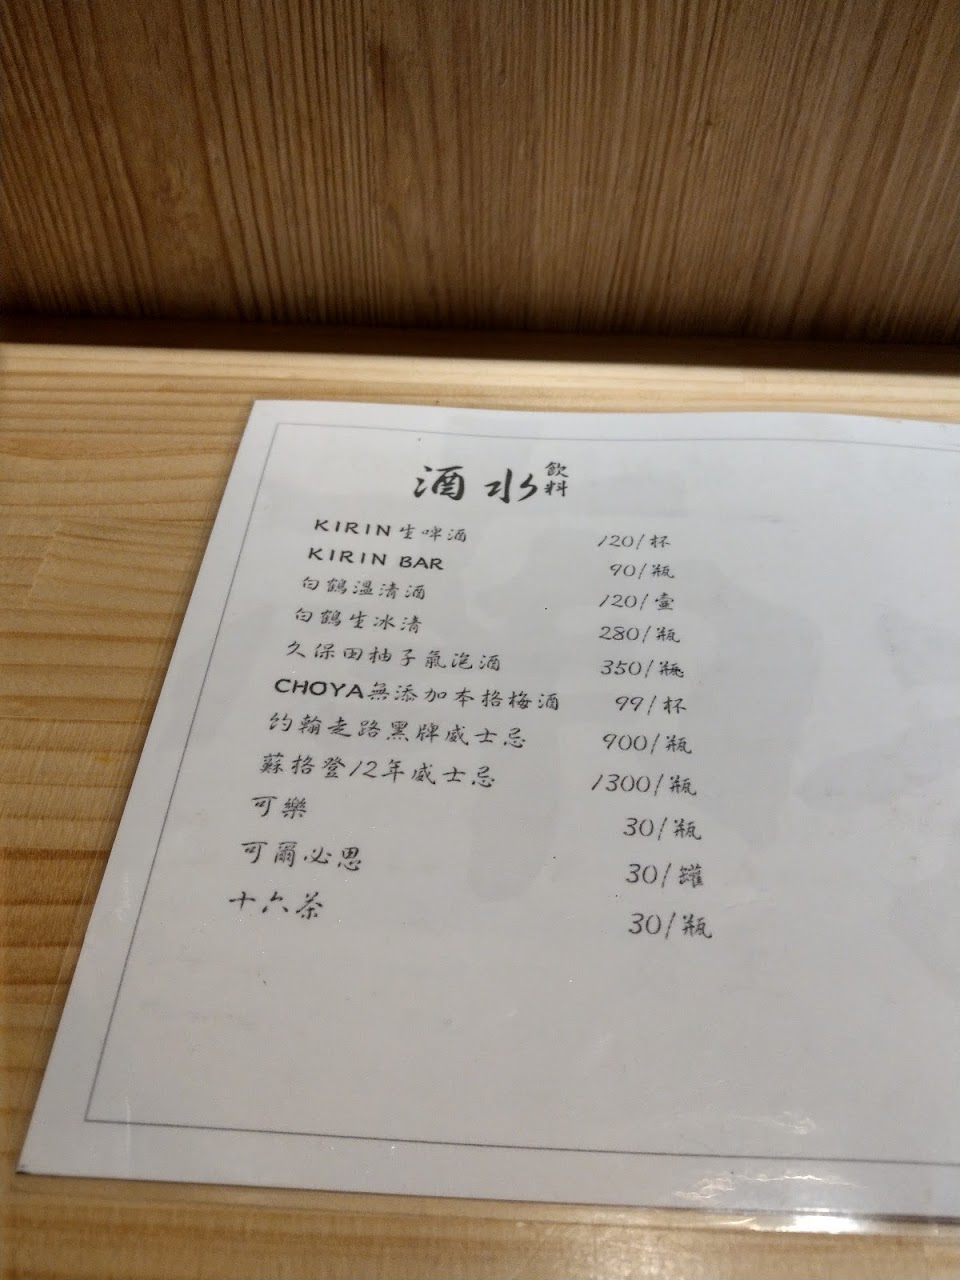 酒水 飲料
KIRIN生啤酒 120/杯
KIRIN BAR 90/瓶
白鶴溫清酒 120/壺
白鶴生冰清 280/瓶
久保田柚子氣泡酒 350/瓶
CHOYA無添加本格梅酒 99/杯
約翰走路黑牌威士忌 900/瓶
蘇格登12年威士忌 1300/瓶
可樂 30/瓶
可爾必思 30/罐
十六茶 30/瓶